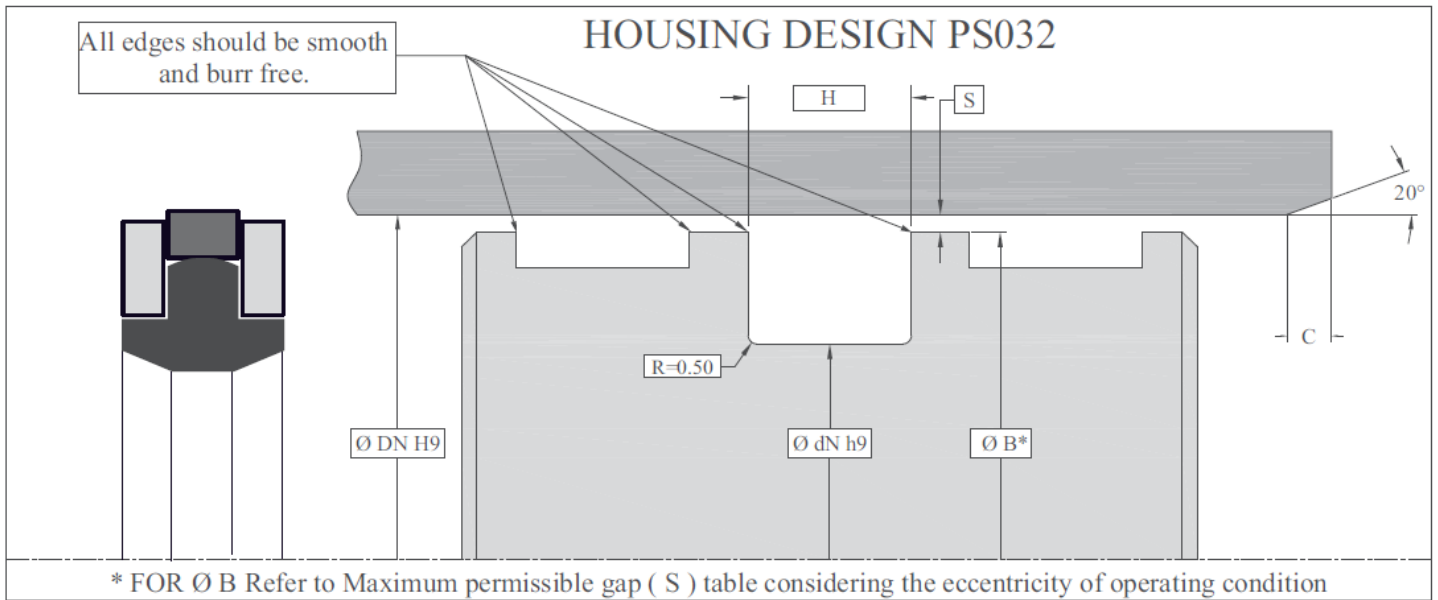 HOUSING DESIGN PS032
All edges should be smooth
and burr free.
H
S
20°
C
R=0.50
Ø DN H9
Ø dN h9
Ø B*
* FOR Ø B Refer to Maximum permissible gap ( S ) table considering the eccentricity of operating condition